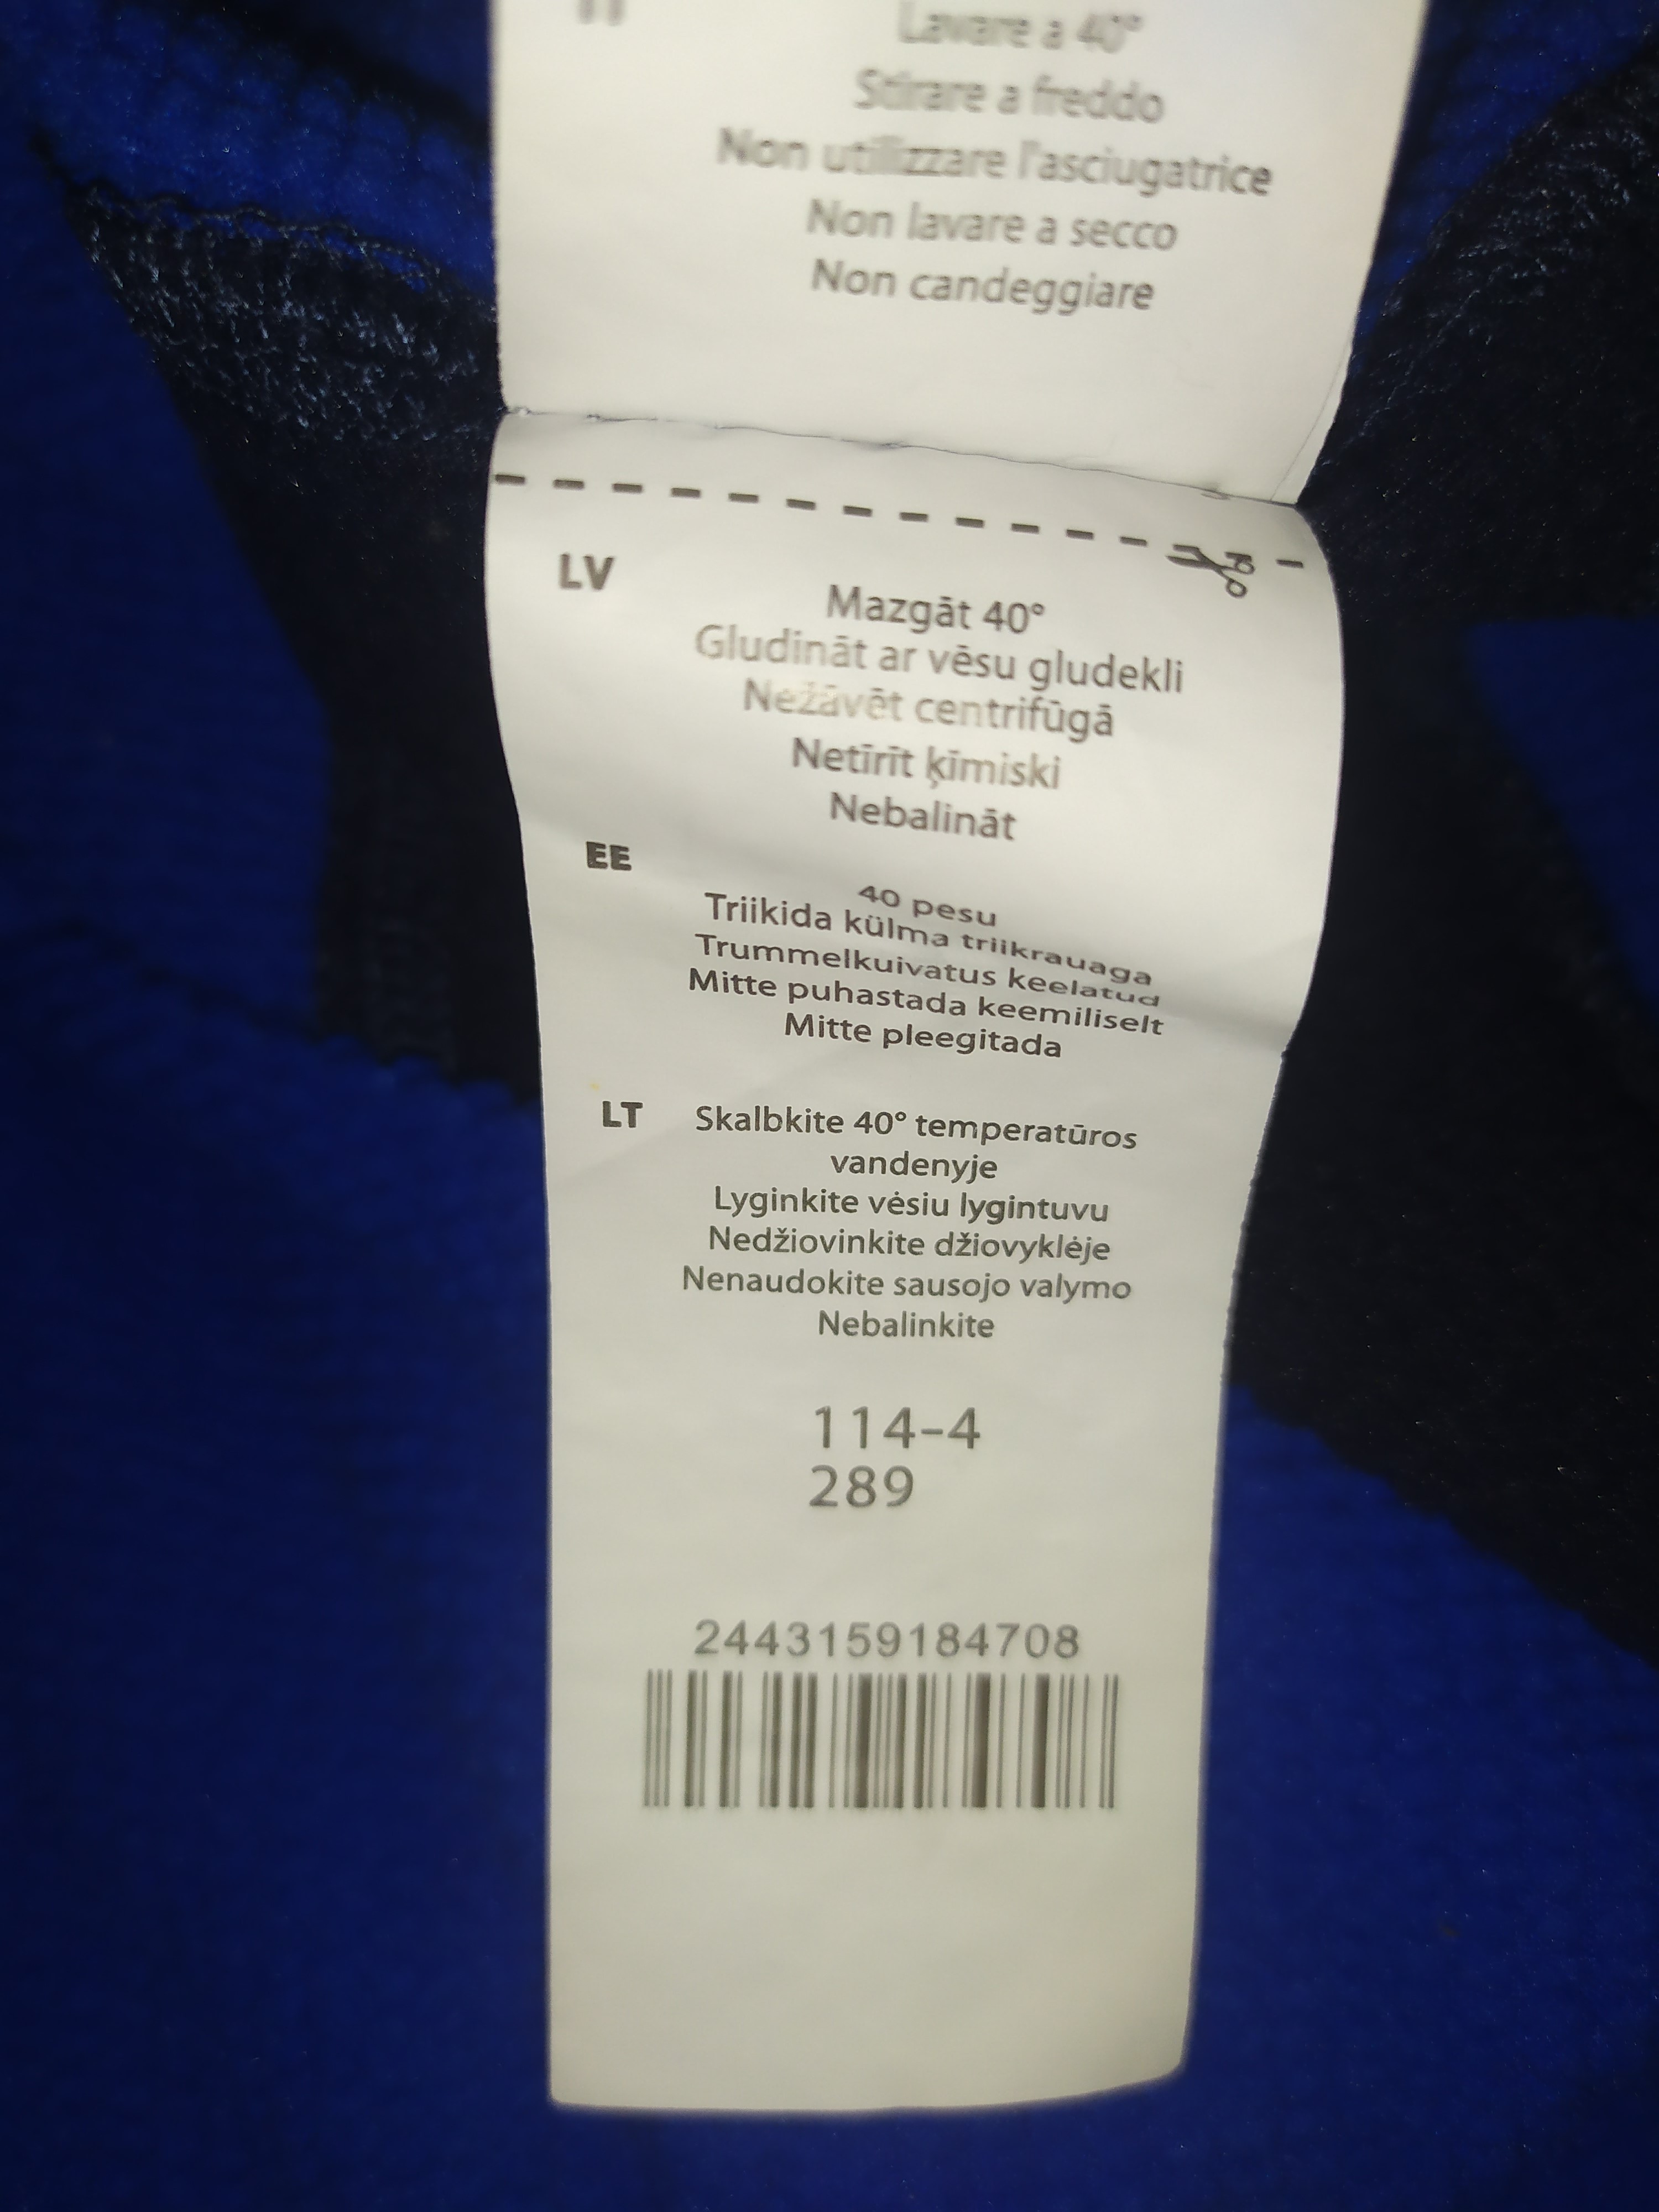 IT
Lavare a 40°
Stirare a freddo
Non utilizzare l'asciugatrice
Non lavare a secco
Non candeggiare
LV
Mazgāt 40°
Gludināt ar vēsu gludekli
Nežāvēt centrifūgā
Netīrīt ķīmiski
Nebalināt
EE
40 pesu
Triikida külma triikrauaga
Trummelkuivatus keelatud
Mitte puhastada keemiliselt
Mitte pleegitada
LT Skalbkite 40° temperatūros
vandenyje
Lyginkite vėsiu lygintuvu
Nedžiovinkite džiovyklėje
Nenaudokite sausojo valymo
Nebalinkite
114-4
289
2443159184708